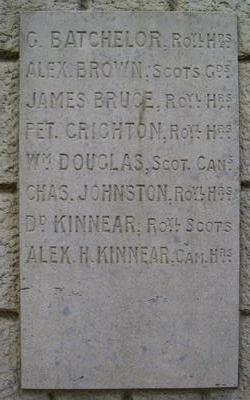 G. BATCHELOR, ROYL HRS
ALEX. BROWN, SCOTS GDS
JAMES BRUCE, ROYL HRS
PET. CRICHTON, ROYL HRS
WM DOUGLAS, SCOT. CANS
CHAS. JOHNSTON, ROYL HRS
DD KINNEAR, ROYL SCOTS
ALEX. H. KINNEAR, CAM. HRS